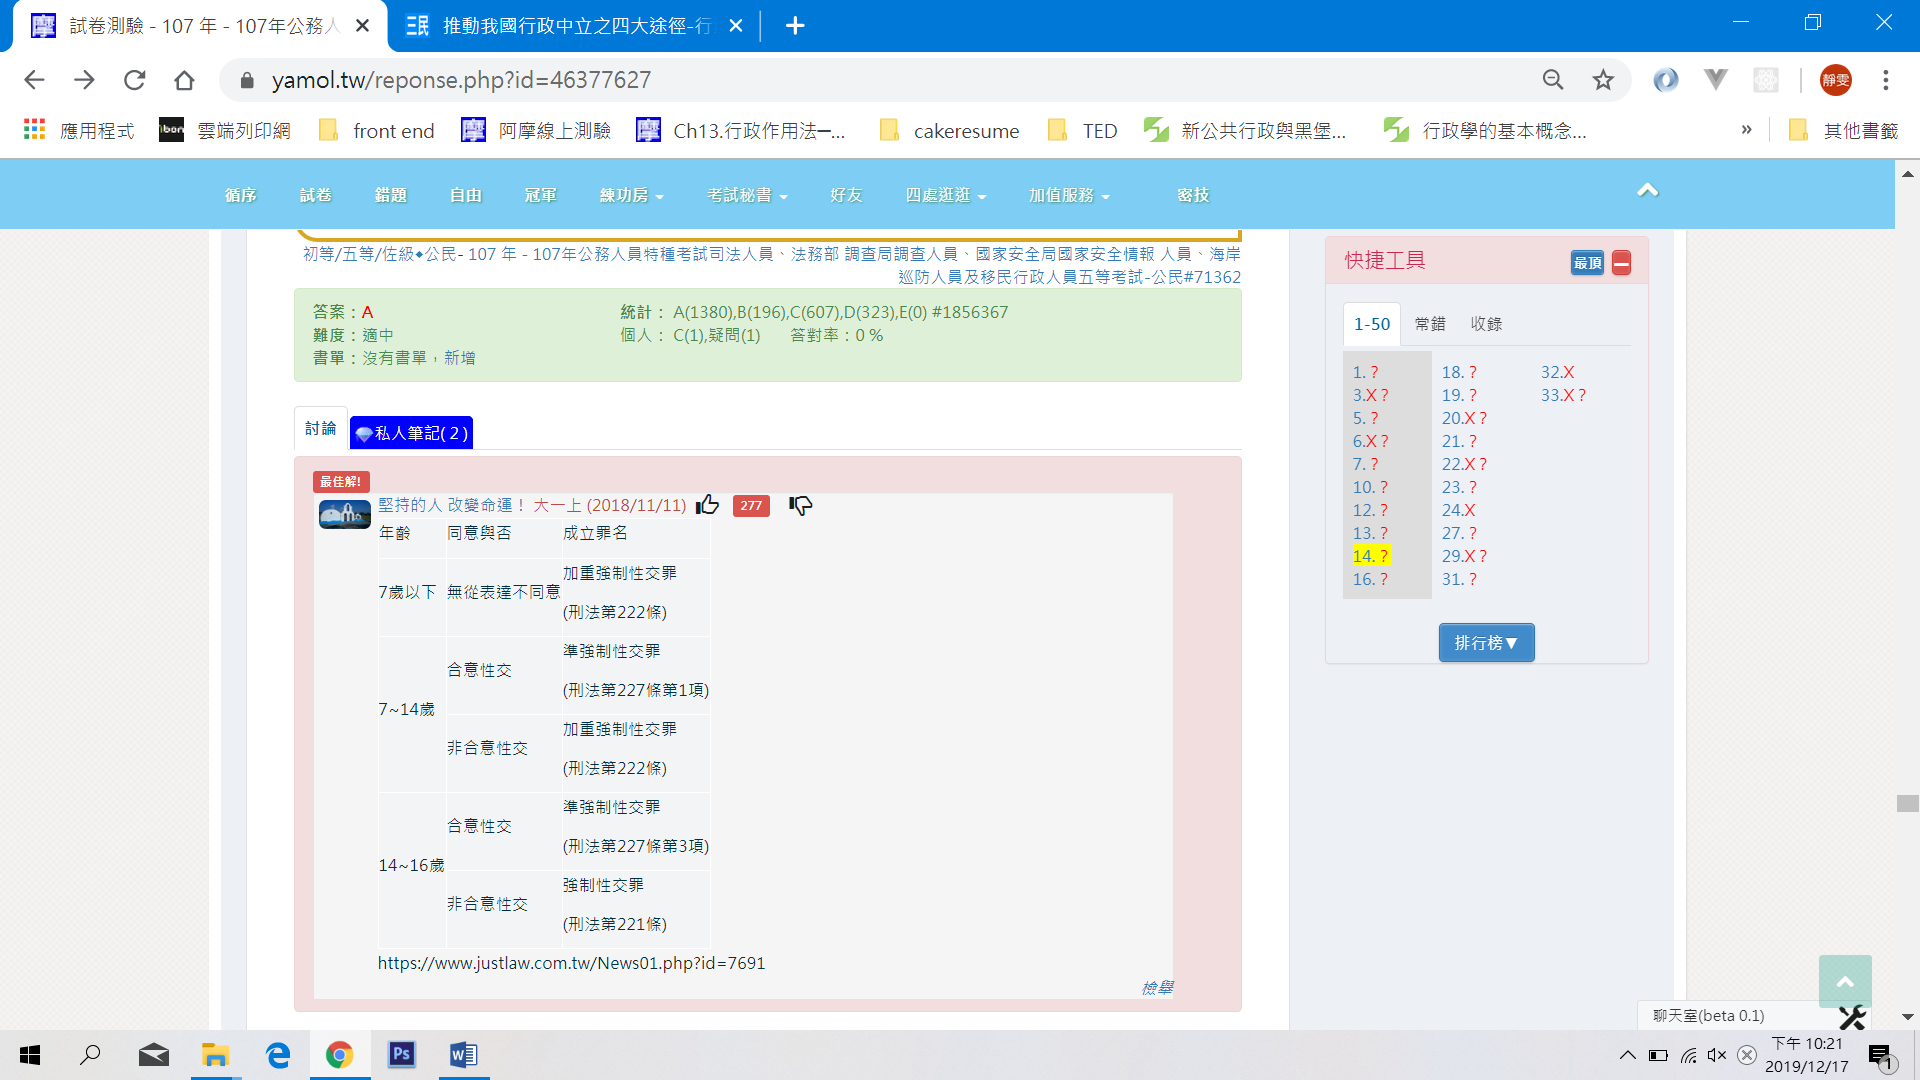 試卷測驗 - 107 年 - 107年公務人
推動我國行政中立之四大途徑-行
yamol.tw/reponse.php?id=46377627
靜雯
應用程式 雲端列印網 front end 阿摩線上測驗 Ch13.行政作用法—... cakeresume TED 新公共行政與黑堡... 行政學的基本概念... » 其他書籤
循序 試卷 錯題 自由 冠軍 練功房 考試秘書 好友 四處逛逛 加值服務 密技
初等/五等/佐級◆公民- 107 年 - 107年公務人員特種考試司法人員、法務部 調查局調查人員、國家安全局國家安全情報 人員、海岸
巡防人員及移民行政人員五等考試-公民#71362
答案：A
難度：適中
書單：沒有書單，新增
統計： A(1380),B(196),C(607),D(323),E(0) #1856367
個人： C(1),疑問(1) 答對率：0 %
討論 私人筆記( 2 )
最佳解!
堅持的人 改變命運！ 大一上 (2018/11/11) 277
年齡 同意與否 成立罪名
7歲以下 無從表達不同意 加重強制性交罪
(刑法第222條)
7~14歲
合意性交 準強制性交罪
(刑法第227條第1項)
非合意性交 加重強制性交罪
(刑法第222條)
14~16歲
合意性交 準強制性交罪
(刑法第227條第3項)
非合意性交 強制性交罪
(刑法第221條)
https://www.justlaw.com.tw/News01.php?id=7691
檢舉
快捷工具 最頂
1-50 常錯 收錄
1. ?
3.X ?
5. ?
6.X ?
7. ?
10. ?
12. ?
13. ?
14. ?
16. ?
18. ?
19. ?
20.X ?
21. ?
22.X ?
23. ?
24.X
27. ?
29.X ?
31. ?
32.X
33.X ?
排行榜▼
聊天室(beta 0.1)
Ps
下午 10:21
2019/12/17
1